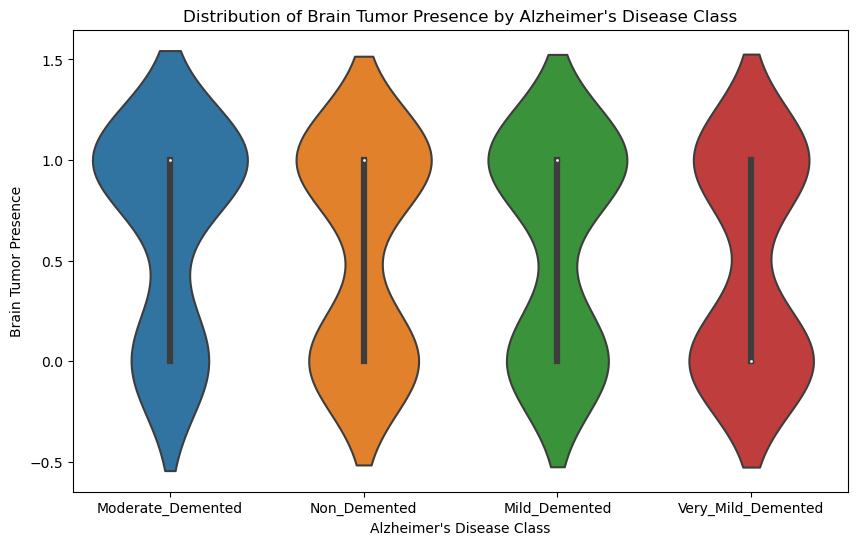 Distribution of Brain Tumor Presence by Alzheimer's Disease Class
Brain Tumor Presence
1.5
1.0
0.5
0.0
−0.5
Moderate_Demented
Non_Demented
Mild_Demented
Very_Mild_Demented
Alzheimer's Disease Class